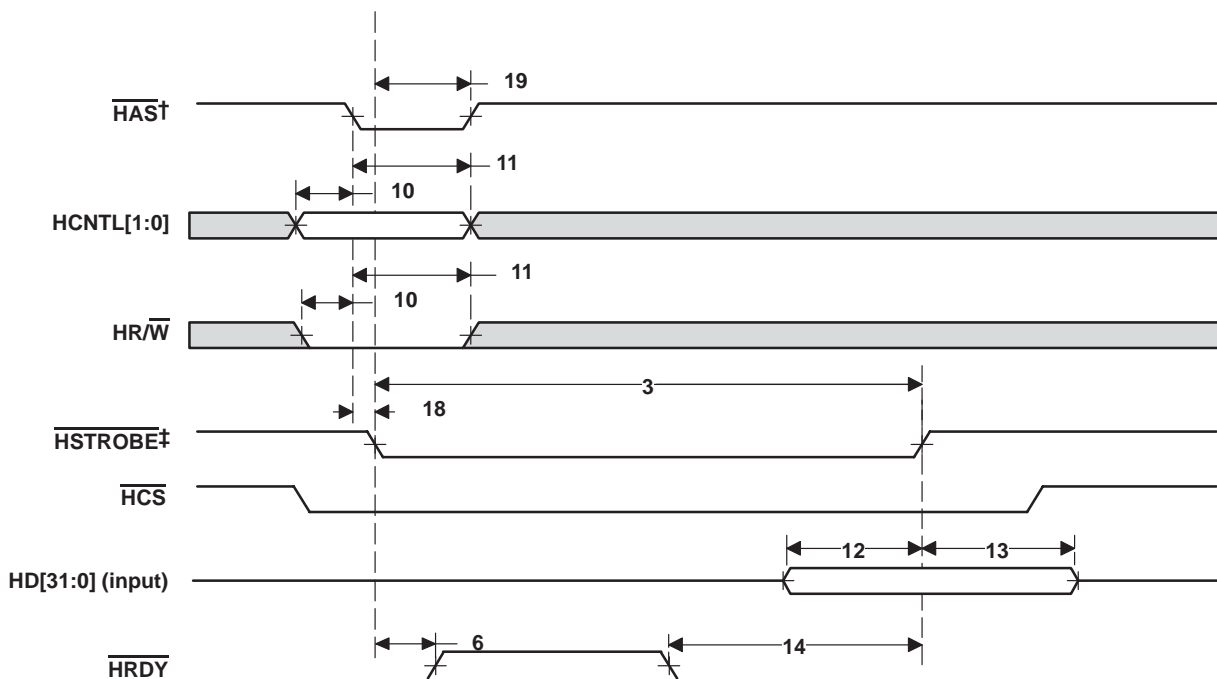 19
HAS†
11
10
HCNTL[1:0]
11
10
HR/W
3
18
HSTROBE‡
HCS
12
13
HD[31:0] (input)
6
14
HRDY